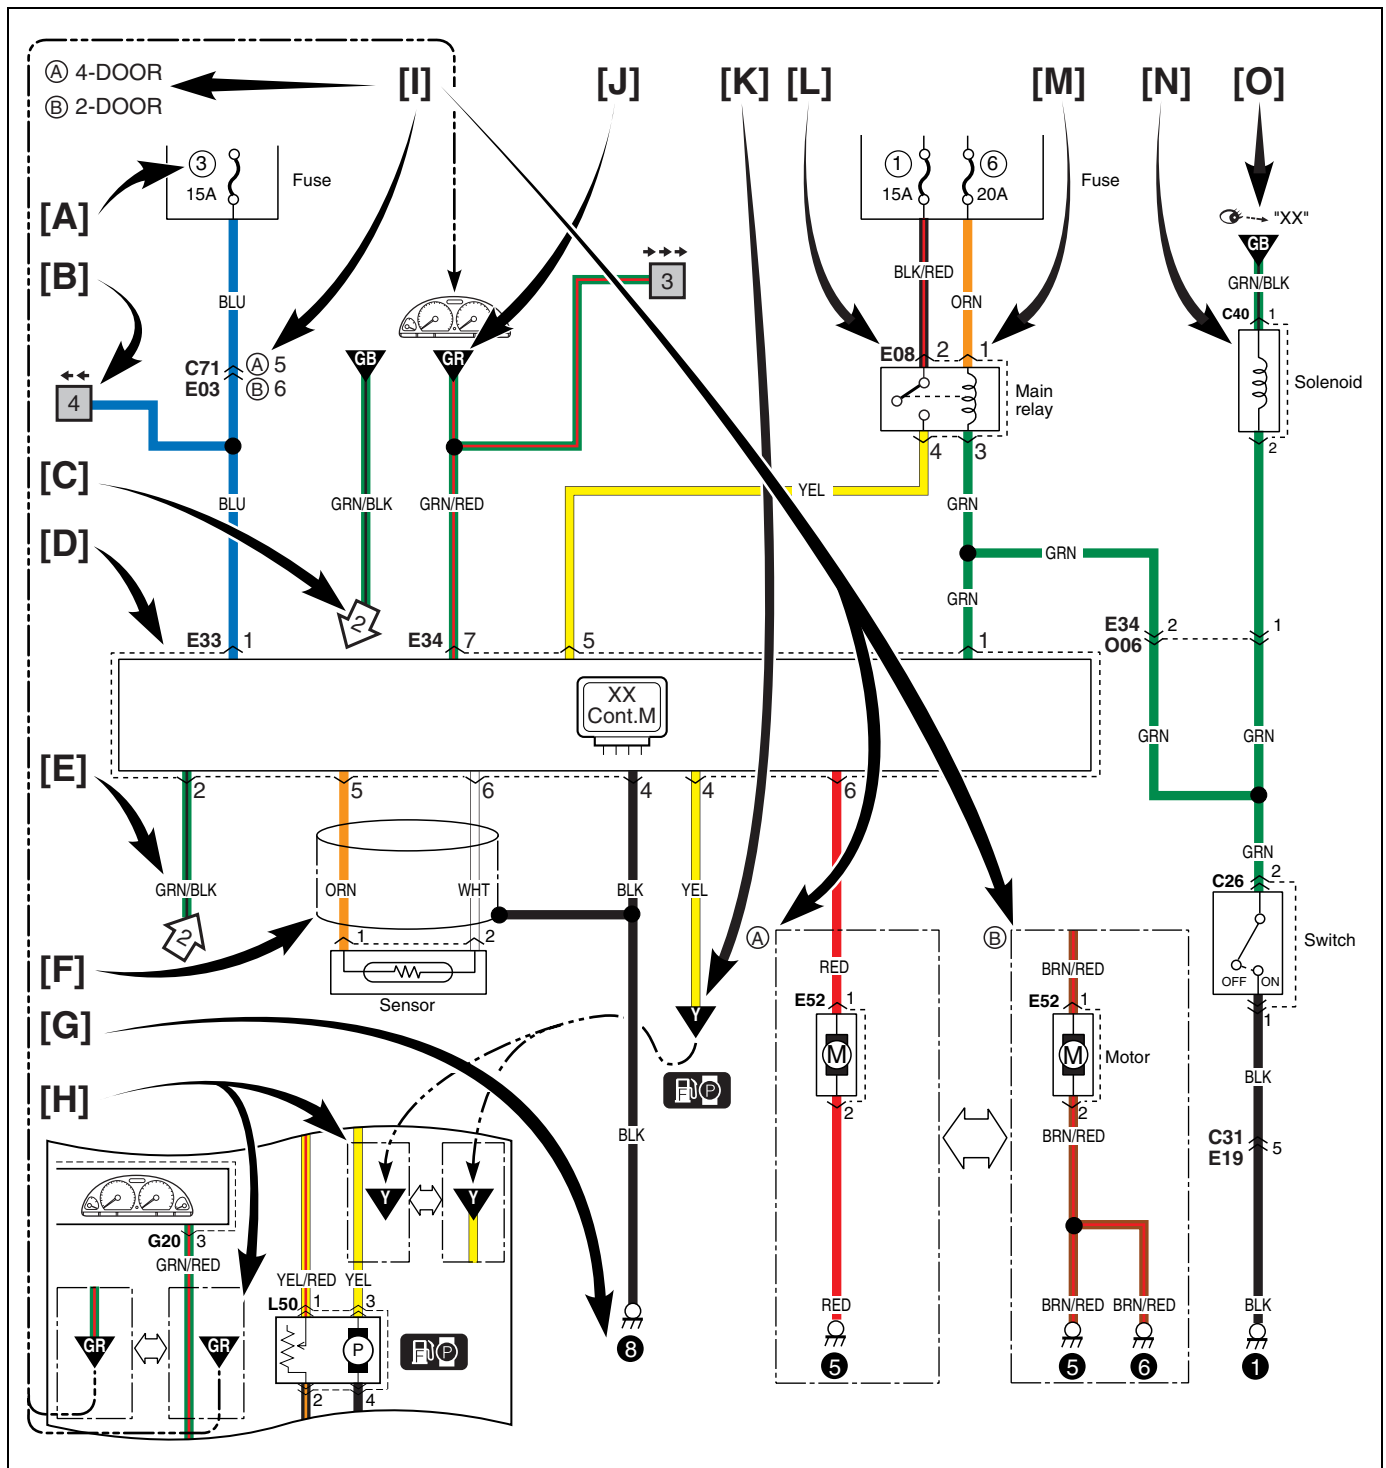 [I] [J] [K] [L] [M] [N] [O]
Ⓐ 4-DOOR
Ⓑ 2-DOOR
③ 15A Fuse
① 15A ⑥ 20A Fuse
[A]
"XX"
GB
[B]
3
BLU
BLK/RED
ORN
GRN/BLK
C40 1
GB
GR
C71 Ⓐ 5
E03 Ⓑ 6
E08 2 1
Main
relay
Solenoid
4
4 3
2
[C]
BLU
GRN/BLK
GRN/RED
YEL
GRN
[D]
GRN
GRN
2
E33 1
E34 7
5
1
E34 2
O06
1
XX
Cont.M
GRN
GRN
[E]
2
5
6
4
4
6
GRN
GRN/BLK
ORN
WHT
BLK
YEL
C26 2
2
Ⓐ
Ⓑ
1 2
Switch
[F]
RED
BRN/RED
OFF ON
Sensor
E52 1
E52 1
1
[G]
Y
M
M
Motor
BLK
[H]
F P
2
2
BLK
BRN/RED
C31
E19
5
Y
Y
G20 3
GRN/RED
YEL/RED
YEL
L50 1 3
RED
BRN/RED
BRN/RED
BLK
GR
GR
P
F P
8
5
5
6
1
2 4